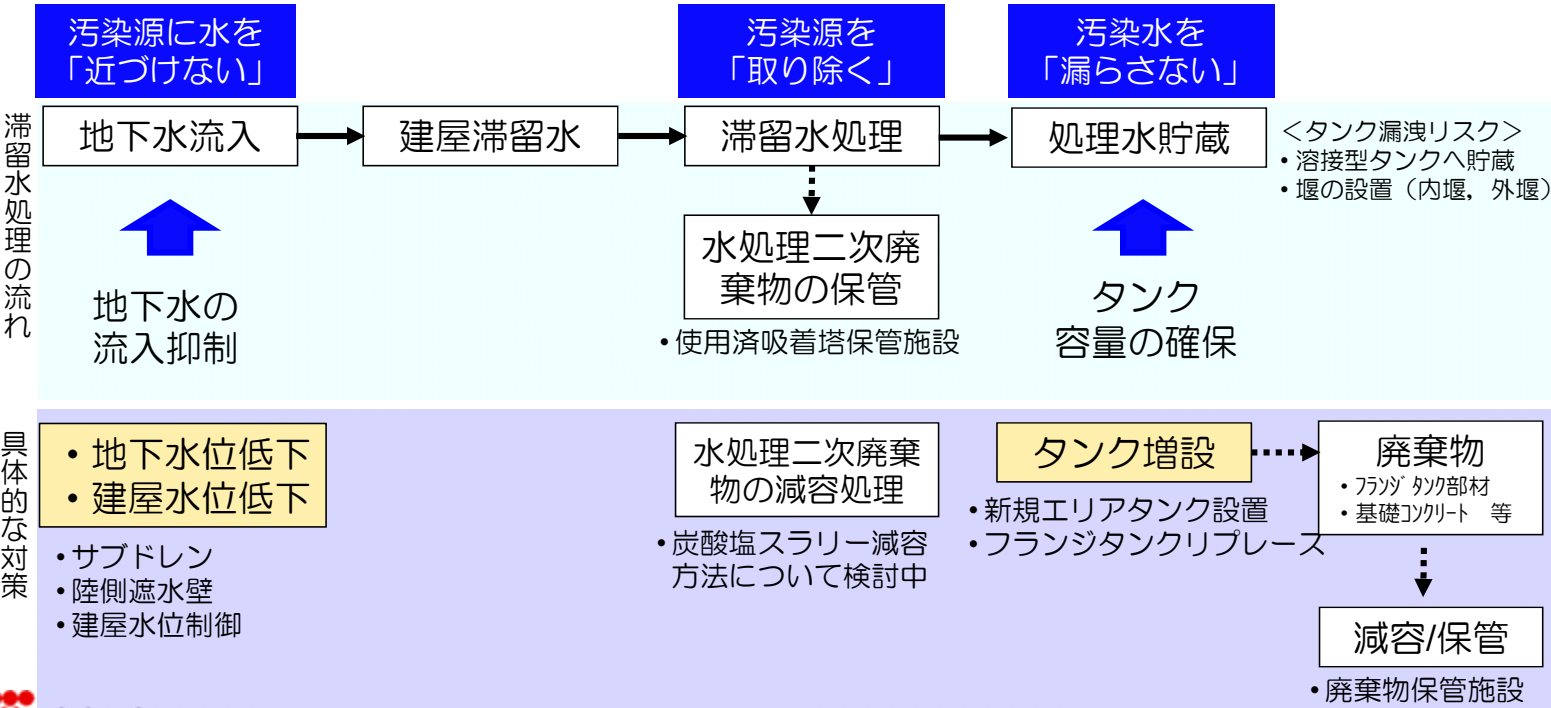 汚染源に水を
「近づけない」
汚染源を
「取り除く」
汚染水を
「漏らさない」
滞留水処理の流れ
地下水流入
建屋滞留水
滞留水処理
処理水貯蔵
＜タンク漏洩リスク＞
・溶接型タンクへ貯蔵
・堰の設置（内堰，外堰）
水処理二次廃
棄物の保管
・使用済吸着塔保管施設
地下水の
流入抑制
タンク
容量の確保
具体的な対策
・地下水位低下
・建屋水位低下
・サブドレン
・陸側遮水壁
・建屋水位制御
水処理二次廃棄
物の減容処理
・炭酸塩スラリー減容
方法について検討中
タンク増設
・新規エリアタンク設置
・フランジタンクリプレース
廃棄物
・ﾌﾗﾝｼﾞﾀﾝｸ部材
・基礎ｺﾝｸﾘｰﾄ 等
減容/保管
・廃棄物保管施設